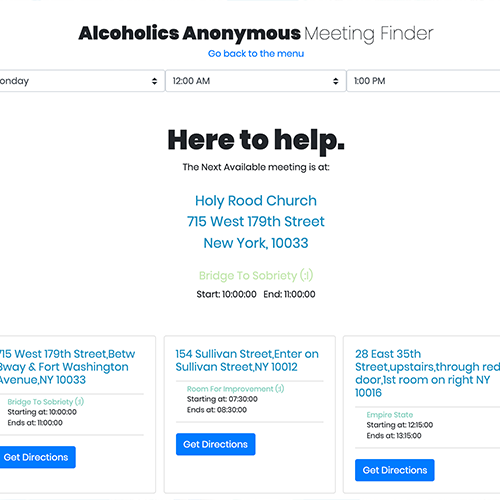 Alcoholics Anonymous Meeting Finder
Go back to the menu
onday
12:00 AM
1:00 PM
Here to help.
The Next Available meeting is at:
Holy Rood Church
715 West 179th Street
New York, 10033
Bridge To Sobriety (:I)
Start: 10:00:00 End: 11:00:00
715 West 179th Street,Betw
Bway & Fort Washington
Avenue,NY 10033
Bridge To Sobriety (:I)
Starting at: 10:00:00
Ends at: 11:00:00
Get Directions
154 Sullivan Street,Enter on
Sullivan Street,NY 10012
Room For Improvement (:I)
Starting at: 07:30:00
Ends at: 08:30:00
Get Directions
28 East 35th
Street,upstairs,through red
door,1st room on right NY
10016
Empire State
Starting at: 12:15:00
Ends at: 13:15:00
Get Directions